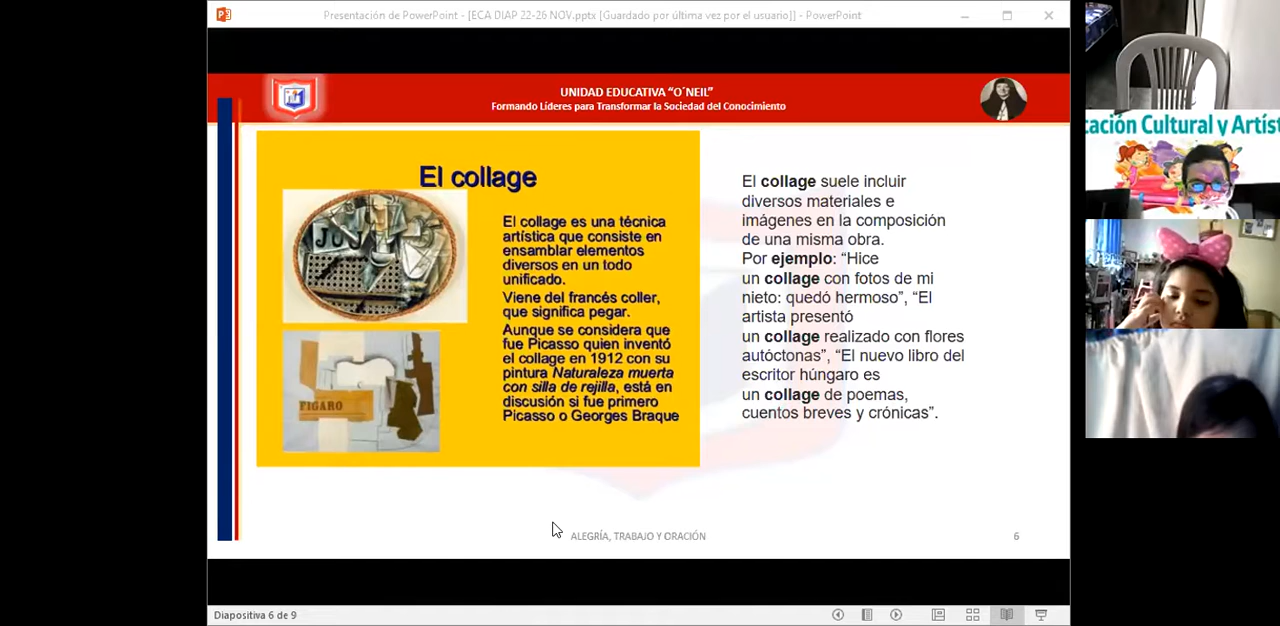 Presentación de PowerPoint - [ECA DIAP 22-26 NOV.pptx [Guardado por última vez por el usuario]] - PowerPoint
UNIDAD EDUCATIVA “O´NEIL”
Formando Líderes para Transformar la Sociedad del Conocimiento
El collage
JOU
FIGARO
El collage es una técnica
artística que consiste en
ensamblar elementos
diversos en un todo
unificado.
Viene del francés coller,
que significa pegar.
Aunque se considera que
fue Picasso quien inventó
el collage en 1912 con su
pintura Naturaleza muerta
con silla de rejilla, está en
discusión si fue primero
Picasso o Georges Braque
El collage suele incluir
diversos materiales e
imágenes en la composición
de una misma obra.
Por ejemplo: “Hice
un collage con fotos de mi
nieto: quedó hermoso”, “El
artista presentó
un collage realizado con flores
autóctonas”, “El nuevo libro del
escritor húngaro es
un collage de poemas,
cuentos breves y crónicas”.
ALEGRÍA, TRABAJO Y ORACIÓN
6
Diapositiva 6 de 9
cación Cultural y Artíst